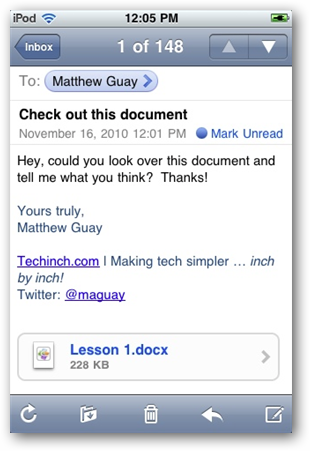 iPod 12:05 PM
Inbox 1 of 148
To: Matthew Guay
Check out this document
November 16, 2010 12:01 PM Mark Unread
Hey, could you look over this document and
tell me what you think? Thanks!
Yours truly,
Matthew Guay
Techinch.com | Making tech simpler … inch
by inch!
Twitter: @maguay
Lesson 1.docx
228 KB